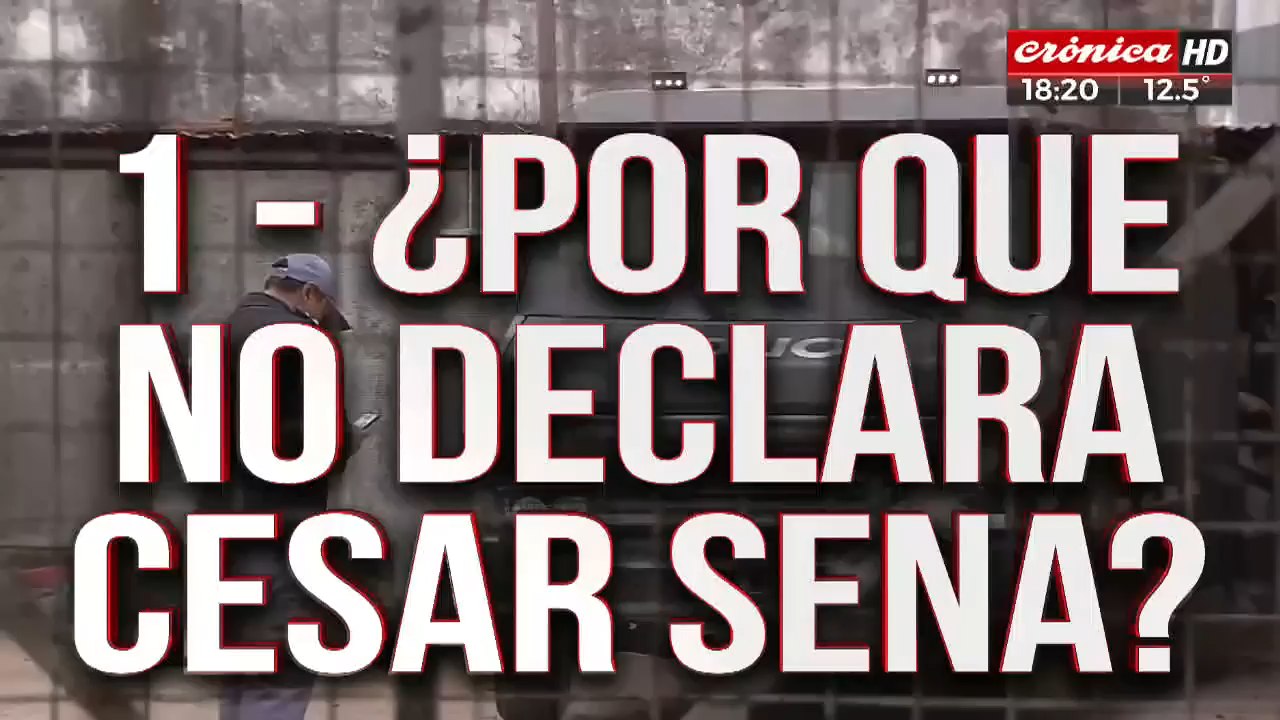 crónica HD
18:20 12.5°
1 - ¿POR QUE
NO DECLARA
CESAR SENA?